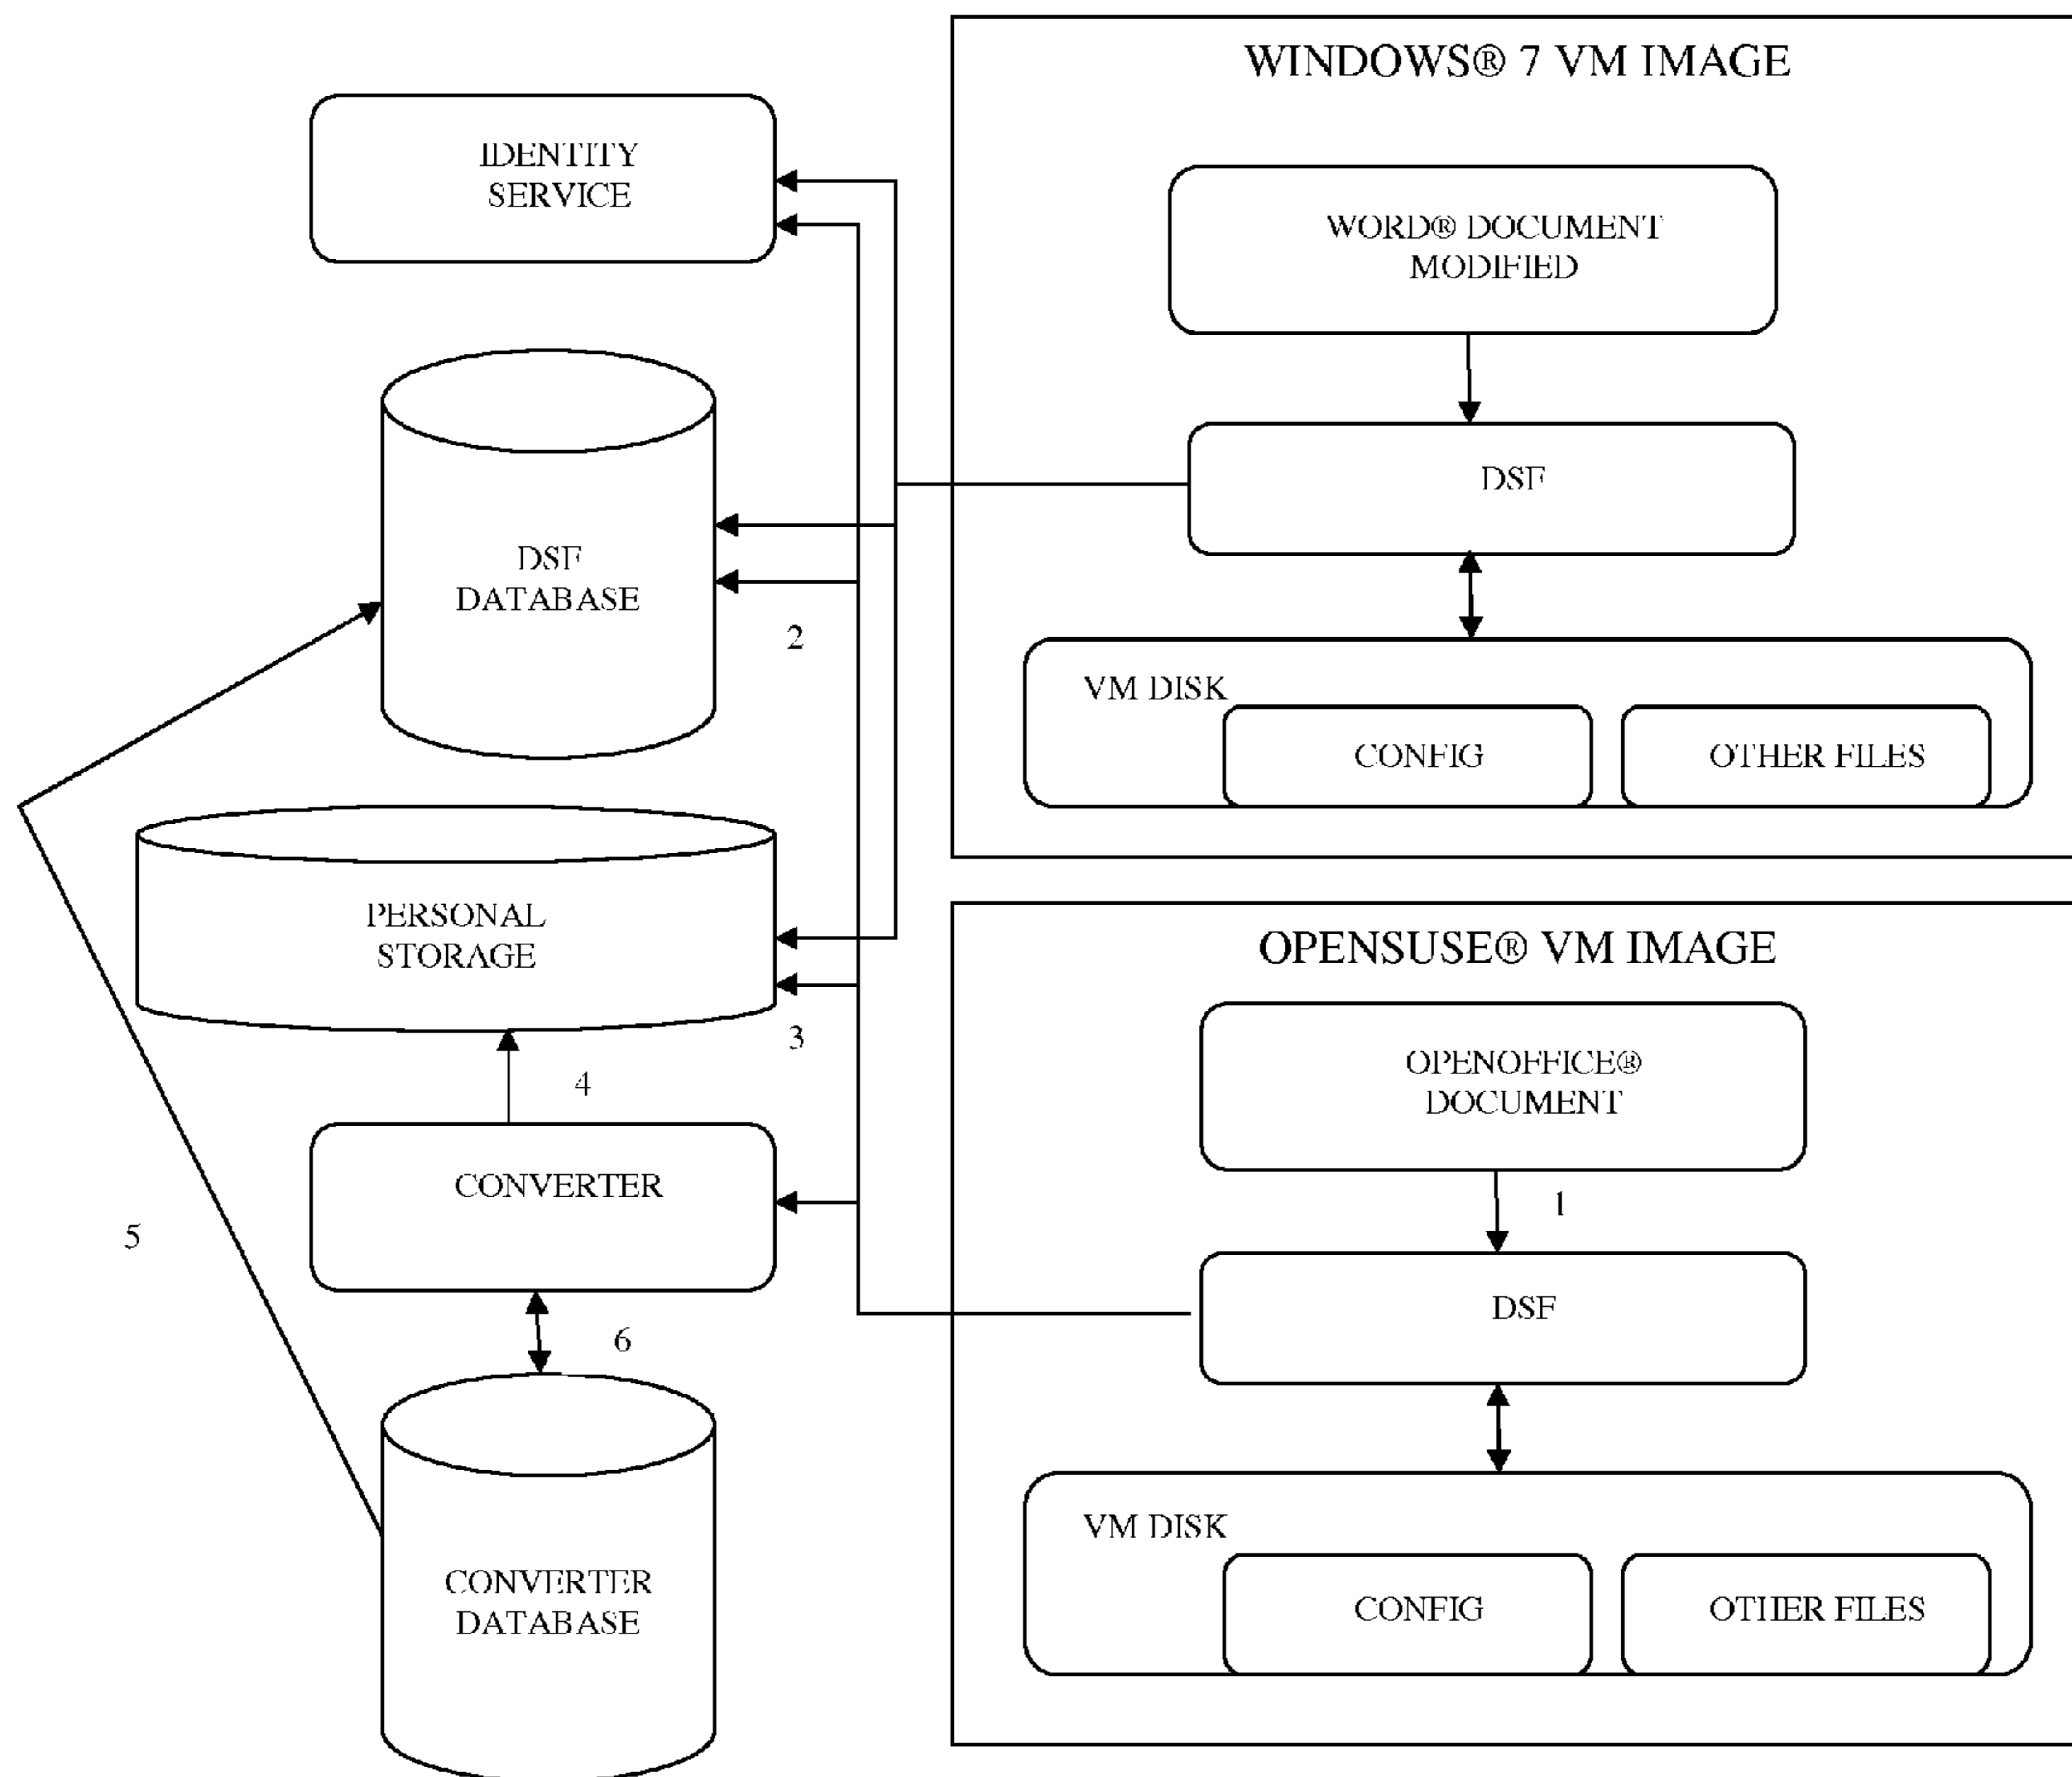 WINDOWS® 7 VM IMAGE
IDENTITY
SERVICE
WORD® DOCUMENT
MODIFIED
DSF
DSF
DATABASE
2
VM DISK
CONFIG
OTHER FILES
PERSONAL
STORAGE
3
OPENSUSE® VM IMAGE
OPENOFFICE®
DOCUMENT
4
1
CONVERTER
5
DSF
6
VM DISK
CONFIG
OTHER FILES
CONVERTER
DATABASE